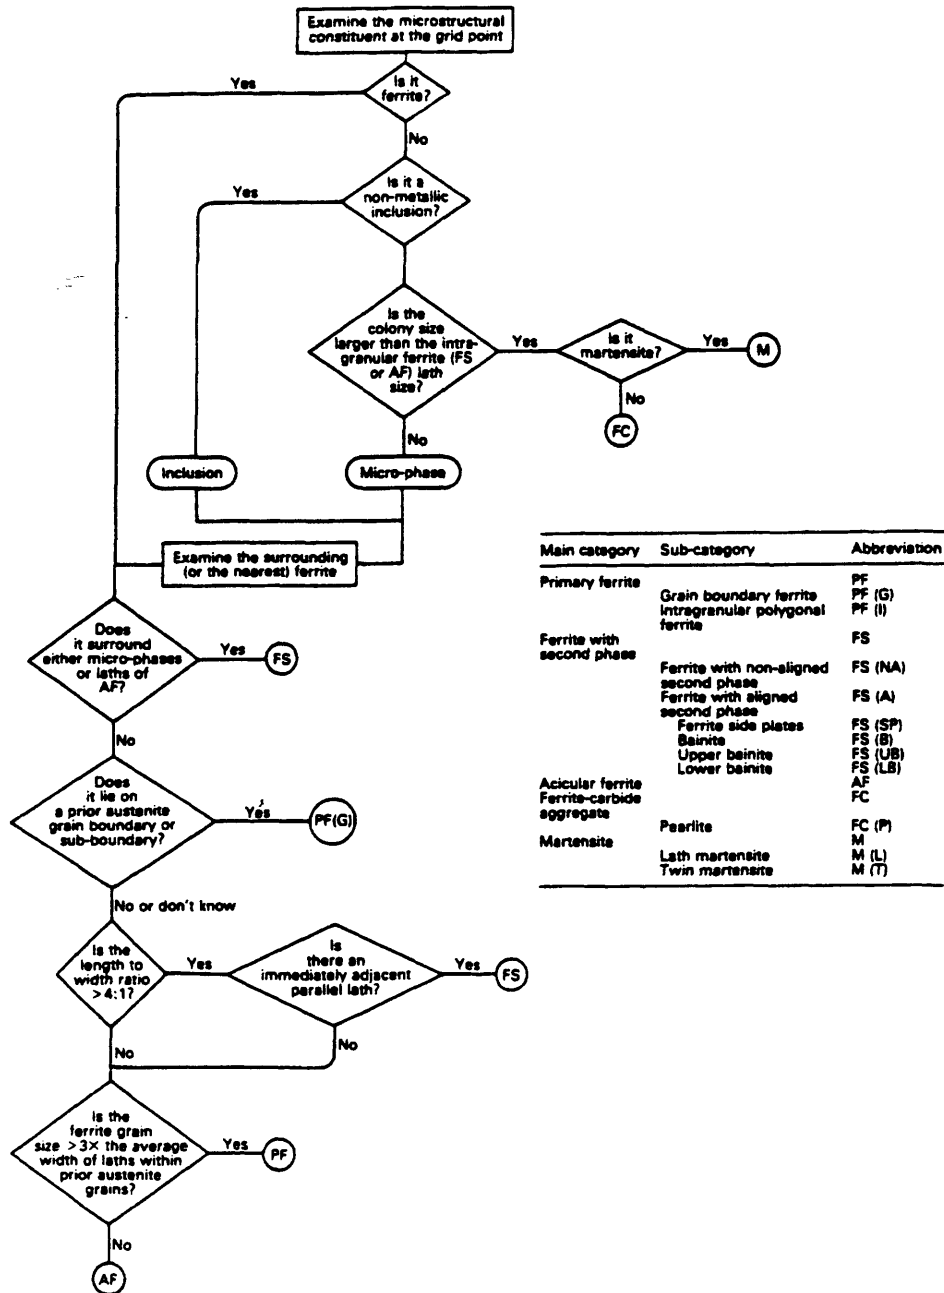 Examine the microstructural
constituent at the grid point
Yes
Is it
ferrite?
No
Yes
Is it a
non-metallic
inclusion?
Is the
colony size
larger than the intra-
granular ferrite (FS
or AF) lath
size?
Yes
Is it
martensite?
Yes
M
No
FC
No
Inclusion
Micro-phase
Examine the surrounding
(or the nearest) ferrite
Does
it surround
either micro-phases
or laths of
AF?
Yes
FS
No
Does
it lie on
a prior austenite
grain boundary or
sub-boundary?
Yes
PF(G)
No or don't know
Is the
length to
width ratio
>4:1?
Yes
Is
there an
immediately adjacent
parallel lath?
Yes
FS
No
No
Is the
ferrite grain
size >3× the average
width of laths within
prior austenite
grains?
Yes
PF
No
AF
Main category Sub-category Abbreviation
Primary ferrite PF
Grain boundary ferrite PF (G)
Intragranular polygonal PF (I)
ferrite
Ferrite with FS
second phase
Ferrite with non-aligned FS (NA)
second phase
Ferrite with aligned FS (A)
second phase
Ferrite side plates FS (SP)
Bainite FS (B)
Upper bainite FS (UB)
Lower bainite FS (LB)
Acicular ferrite AF
Ferrite-carbide FC
aggregate
Pearlite FC (P)
Martensite M
Lath martensite M (L)
Twin martensite M (T)